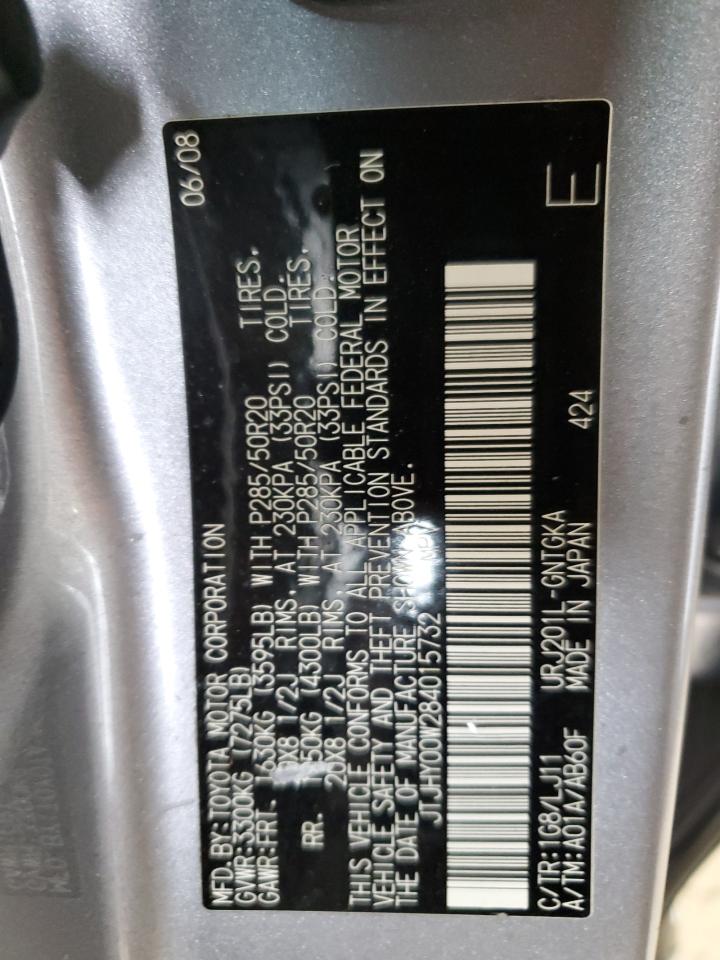 MFD. BY:TOYOTA MOTOR CORPORATION 06/08
GVWR:3300KG (7275LB)
GAWR:FRT. 1630KG (3595LB) WITH P285/50R20 TIRES.
20X8 1/2J RIMS. AT 230KPA (33PSI) COLD.
RR. 1950KG (4300LB) WITH P285/50R20 TIRES.
20X8 1/2J RIMS. AT 230KPA (33PSI) COLD.
THIS VEHICLE CONFORMS TO ALL APPLICABLE FEDERAL MOTOR
VEHICLE SAFETY AND THEFT PREVENTION STANDARDS IN EFFECT ON
THE DATE OF MANUFACTURE SHOWN ABOVE.
JTJHY00W284015732
C/TR:1G8/LJ11 URJ201L-GNTGKA 424 E
A/TM:A01A/AB60F MADE IN JAPAN